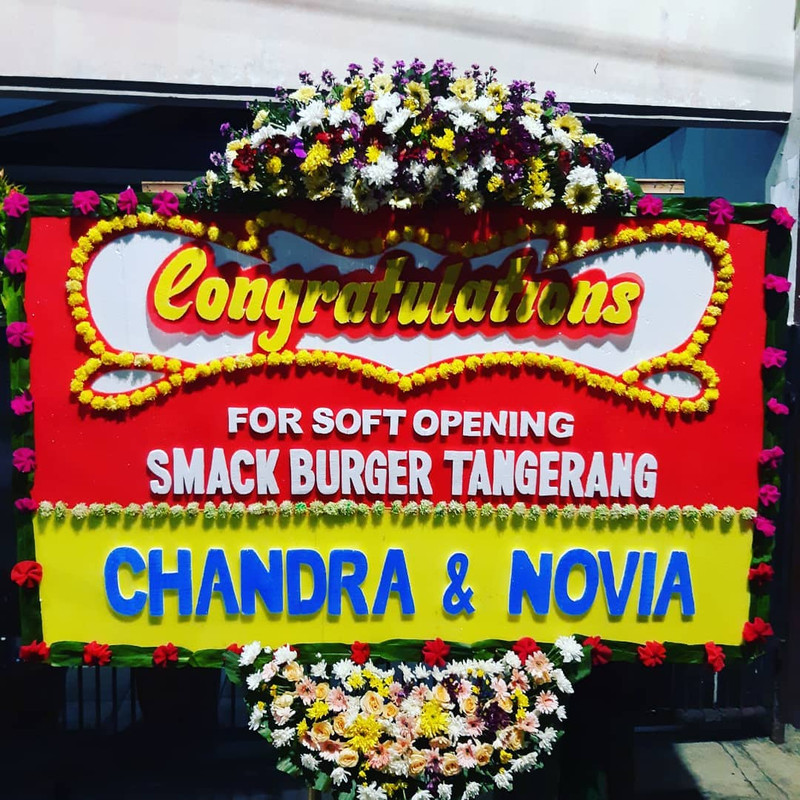 Congratulations
FOR SOFT OPENING
SMACK BURGER TANGERANG
CHANDRA & NOVIA